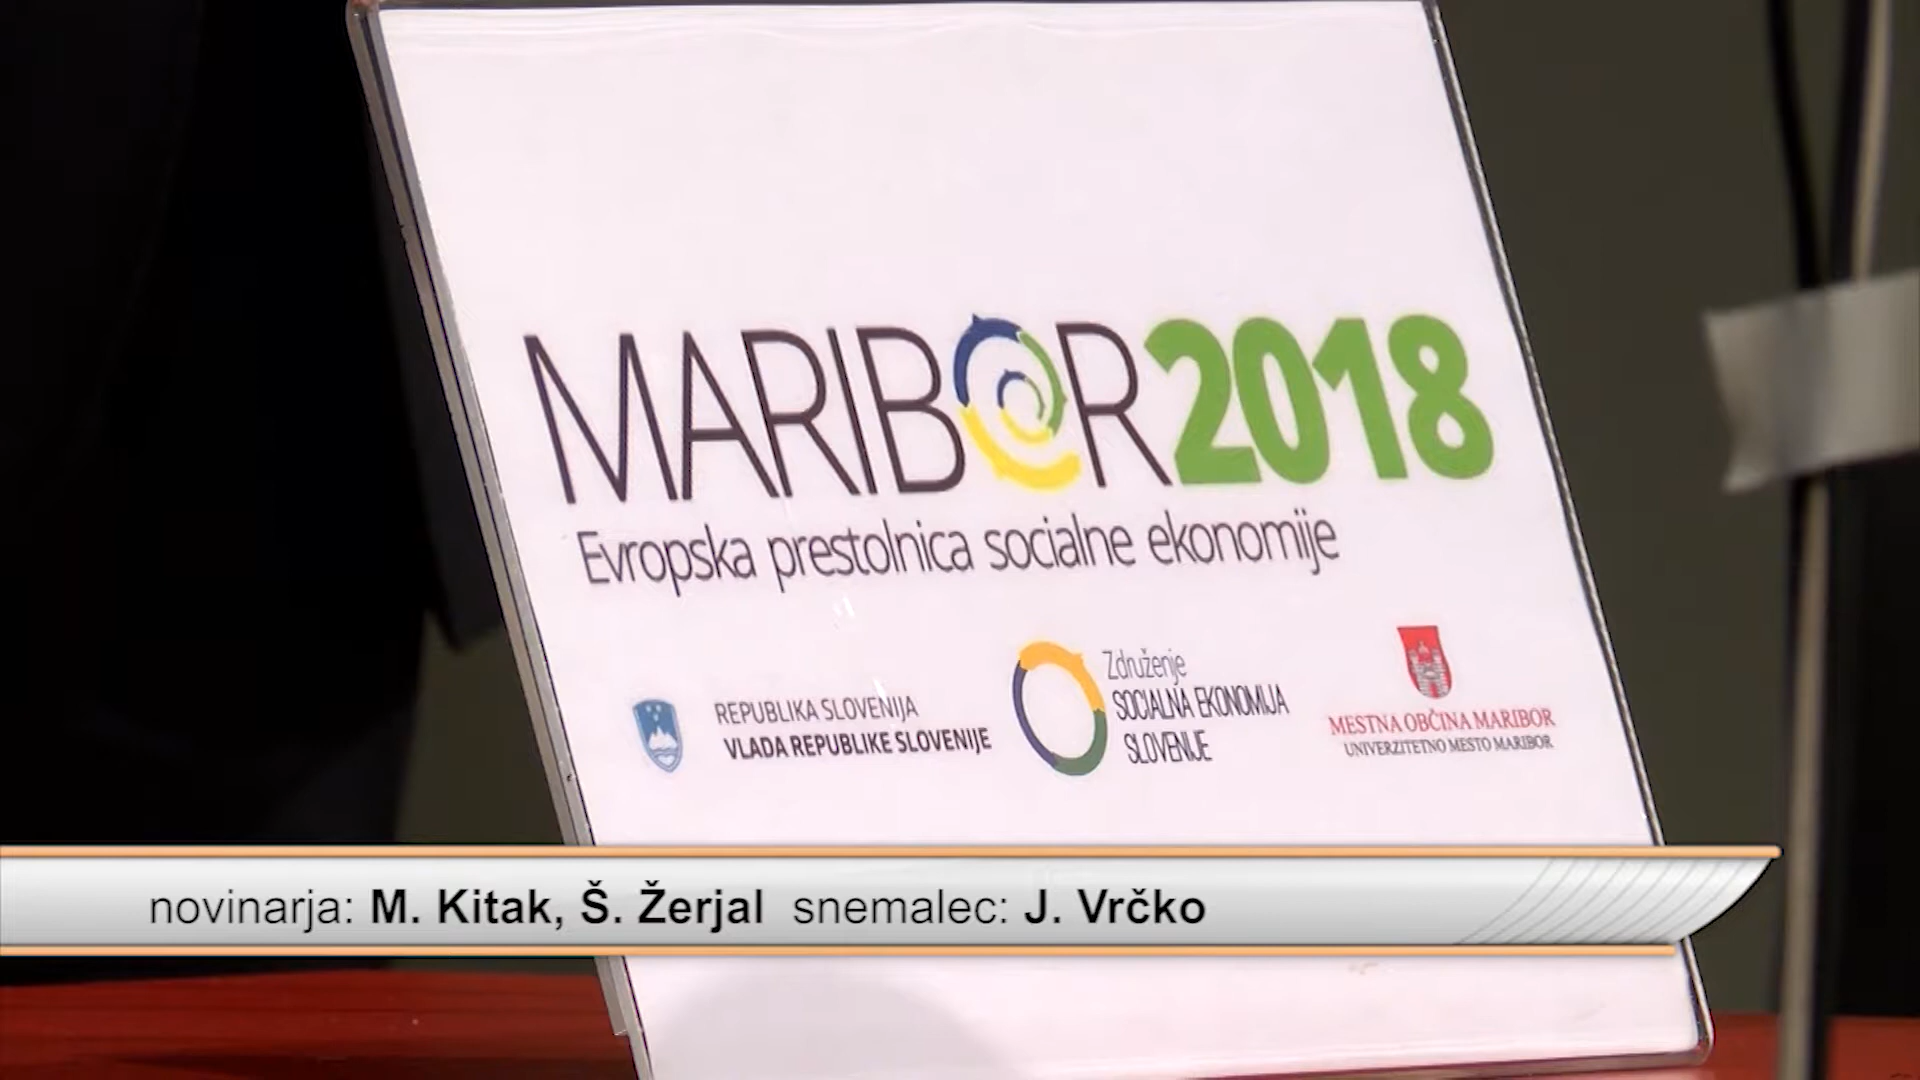 MARIBOR2018
Evropska prestolnica socialne ekonomije
REPUBLIKA SLOVENIJA
VLADA REPUBLIKE SLOVENIJE
Združenje
SOCIALNA EKONOMIJA
SLOVENIJE
MESTNA OBČINA MARIBOR
UNIVERZITETNO MESTO MARIBOR
novinarja: M. Kitak, Š. Žerjal snemalec: J. Vrčko